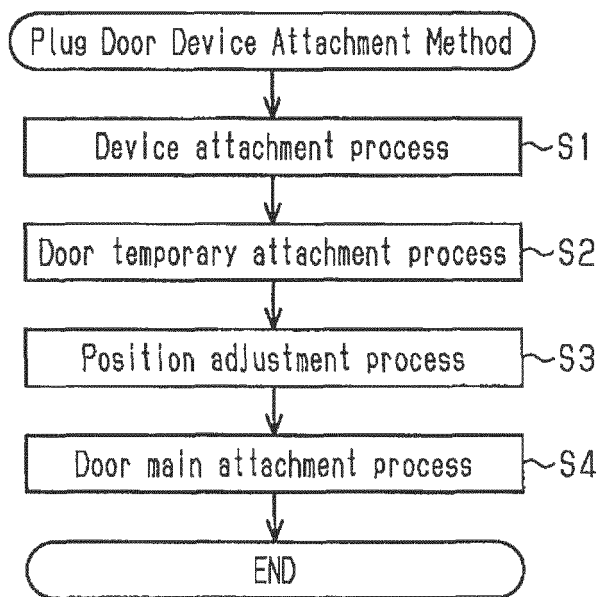 Plug Door Device Attachment Method
Device attachment process
S1
Door temporary attachment process
S2
Position adjustment process
S3
Door main attachment process
S4
END